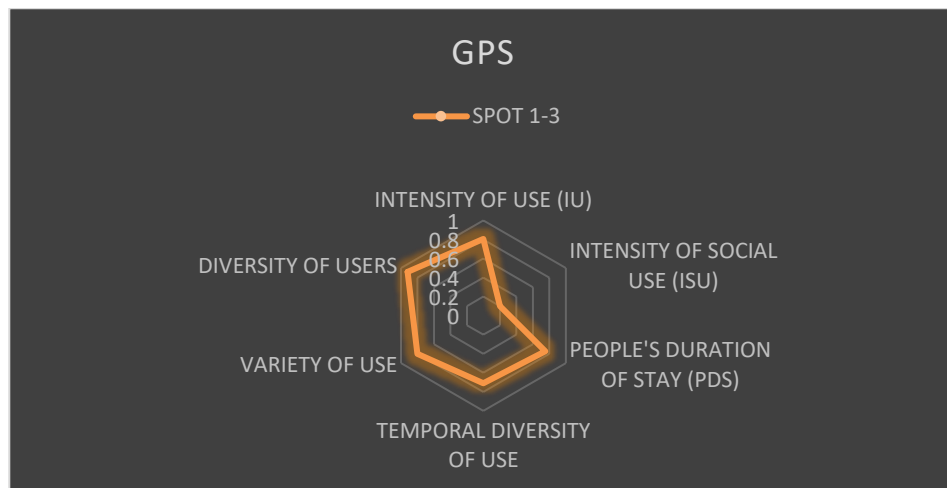 GPS
SPOT 1-3
INTENSITY OF USE (IU)
1
0.8
0.6
0.4
0.2
0
INTENSITY OF SOCIAL
USE (ISU)
PEOPLE'S DURATION
OF STAY (PDS)
TEMPORAL DIVERSITY
OF USE
VARIETY OF USE
DIVERSITY OF USERS